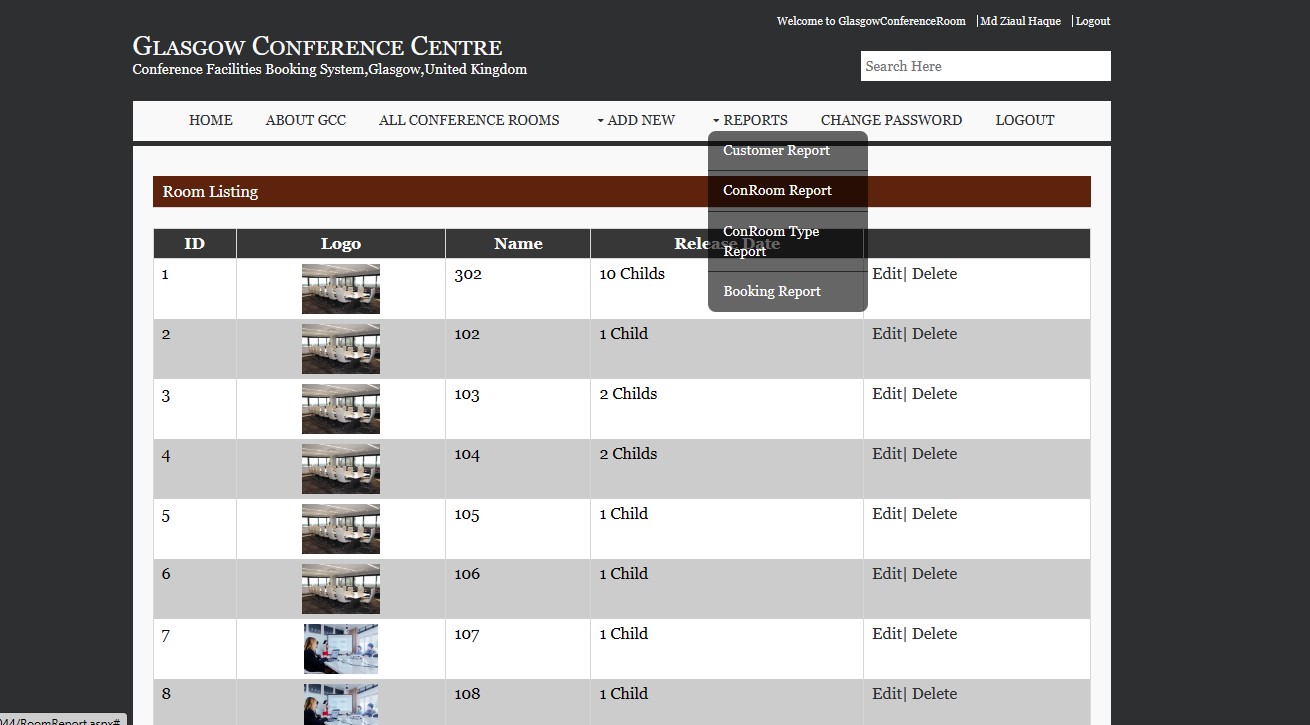 Welcome to GlasgowConferenceRoom | Md Ziaul Haque | Logout
GLASGOW CONFERENCE CENTRE
Conference Facilities Booking System,Glasgow,United Kingdom
Search Here
HOME ABOUT GCC ALL CONFERENCE ROOMS ADD NEW REPORTS CHANGE PASSWORD LOGOUT
Customer Report
ConRoom Report
ConRoom Type
Report
Booking Report
Room Listing
ID Logo Name Release Date
1 302 10 Childs Edit| Delete
2 102 1 Child Edit| Delete
3 103 2 Childs Edit| Delete
4 104 2 Childs Edit| Delete
5 105 1 Child Edit| Delete
6 106 1 Child Edit| Delete
7 107 1 Child Edit| Delete
8 108 1 Child Edit| Delete
044/RoomReport.aspx#